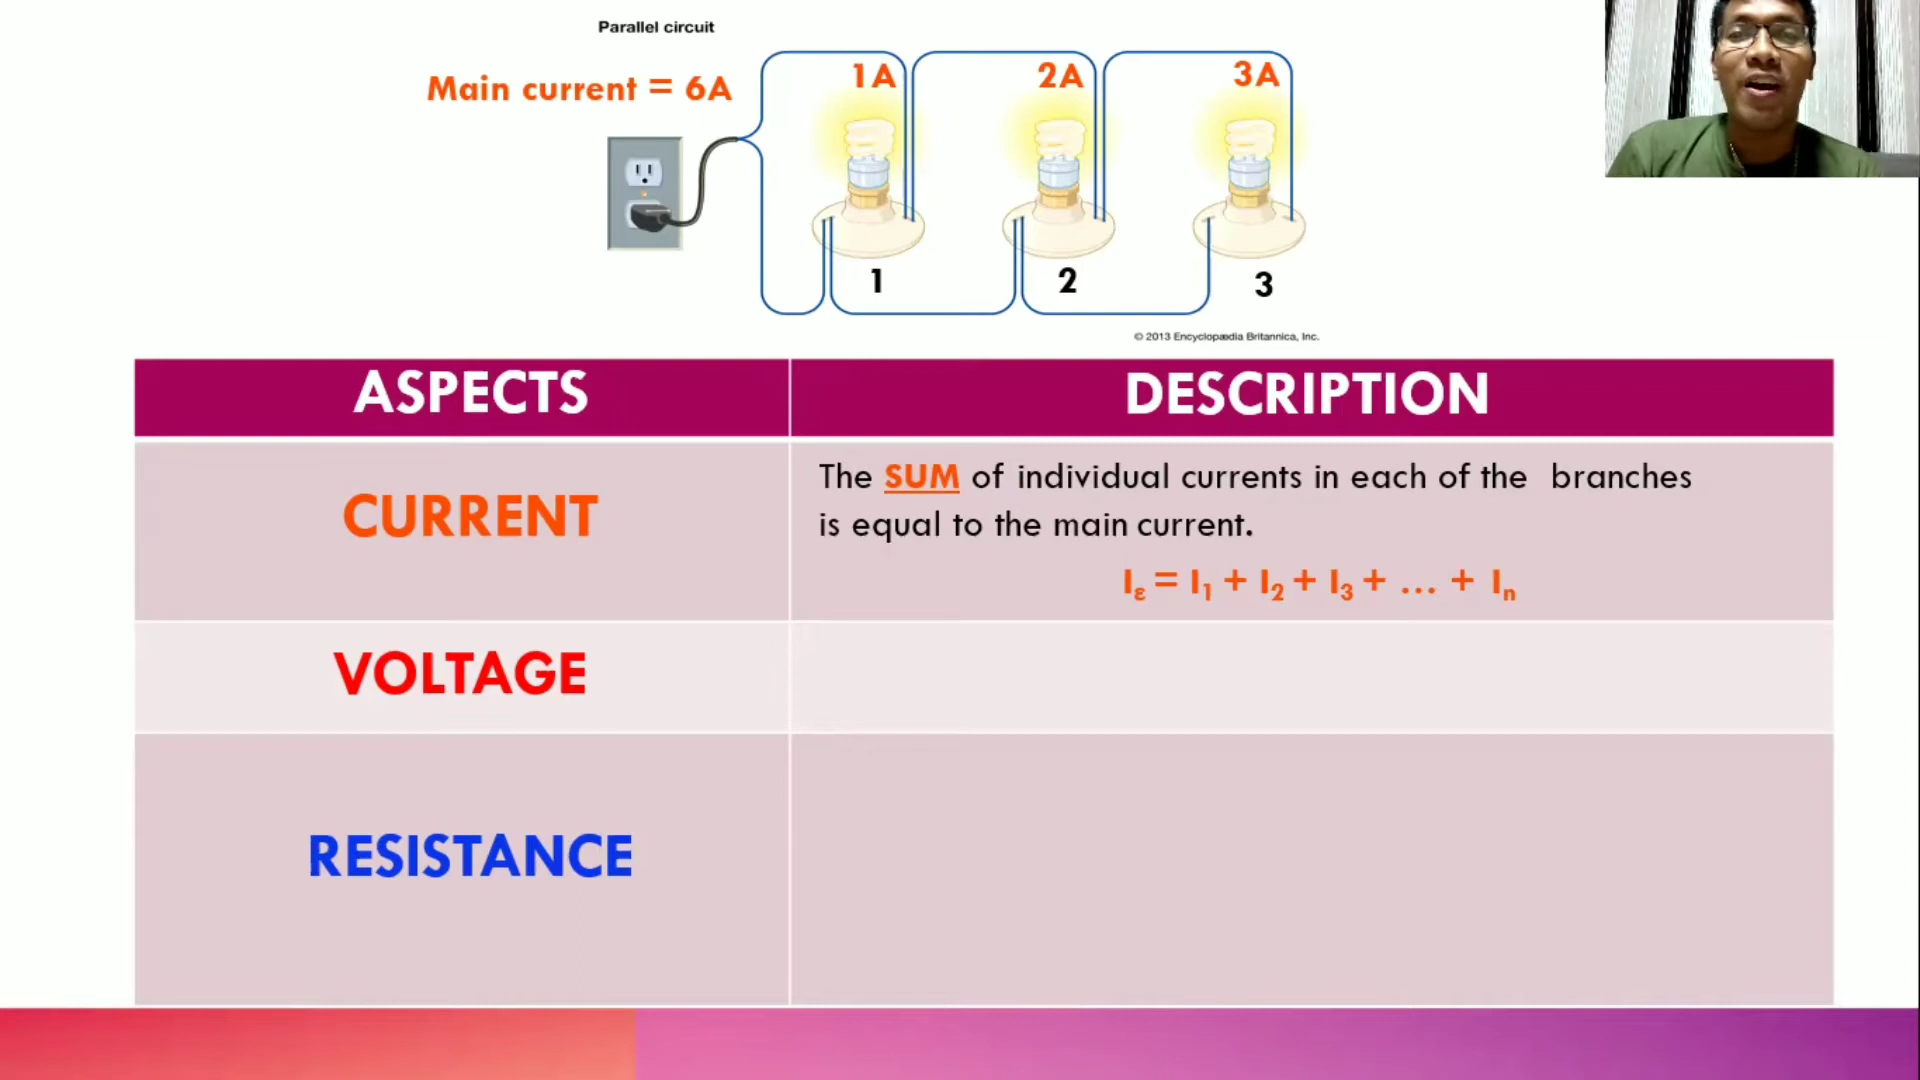 Parallel circuit
Main current = 6A
1A
2A
3A
1
2
3
© 2013 Encyclopædia Britannica, Inc.
ASPECTS
DESCRIPTION
CURRENT
The SUM of individual currents in each of the branches
is equal to the main current.
Iε = I1 + I2 + I3 + … + In
VOLTAGE
RESISTANCE